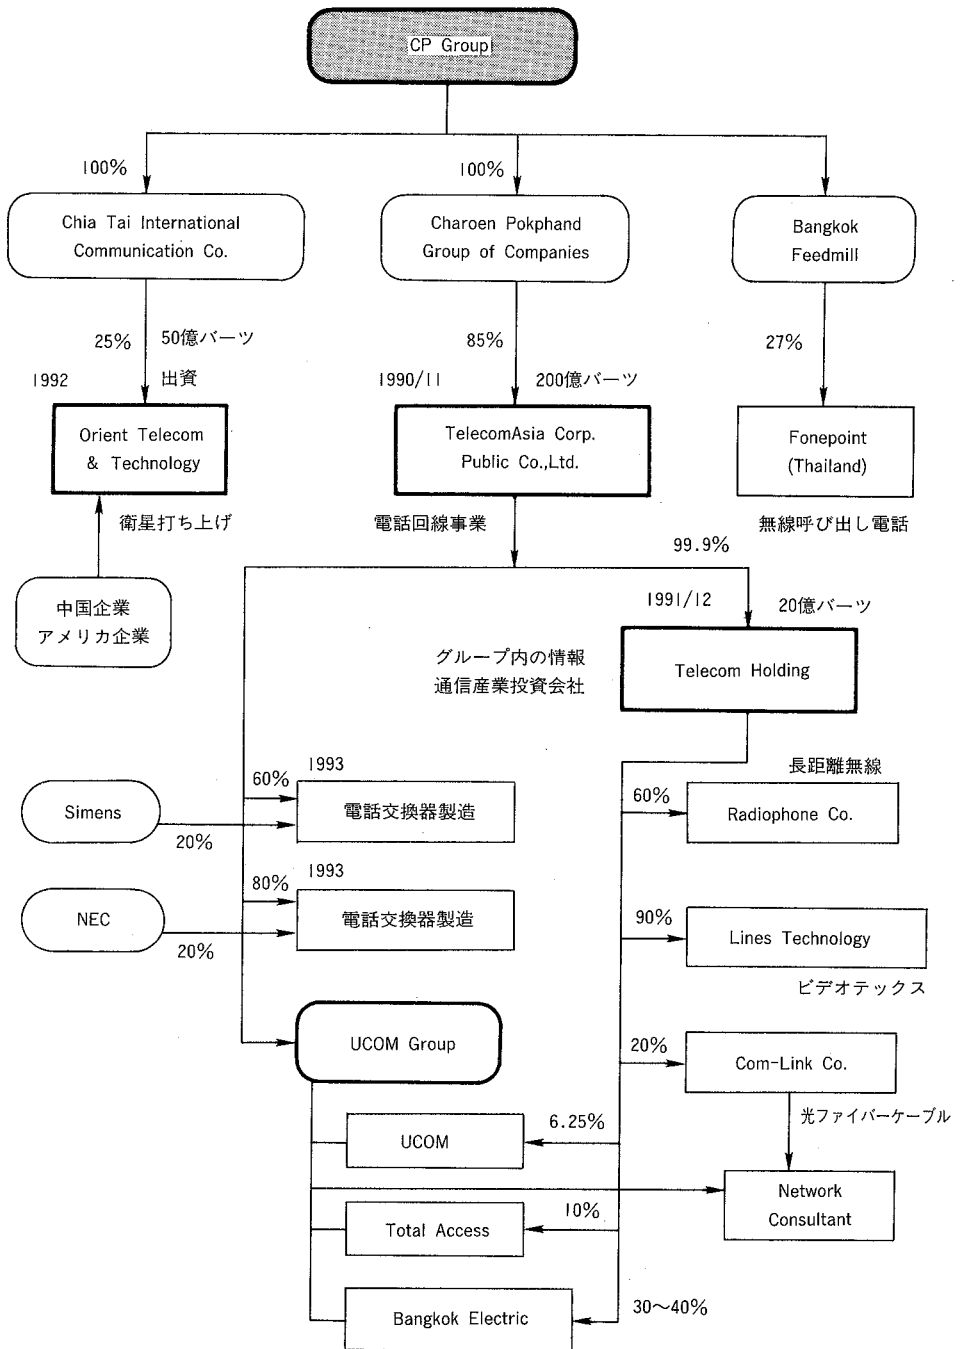 CP Group
100%
100%
Chia Tai International
Communication Co.
Charoen Pokphand
Group of Companies
Bangkok
Feedmill
25%
50億バーツ
85%
27%
1992
出資
1990/11
200億バーツ
Orient Telecom
& Technology
TelecomAsia Corp.
Public Co.,Ltd.
Fonepoint
(Thailand)
衛星打ち上げ
電話回線事業
無線呼び出し電話
99.9%
中国企業
アメリカ企業
1991/12
20億バーツ
グループ内の情報
通信産業投資会社
Telecom Holding
1993
長距離無線
60%
60%
Simens
電話交換器製造
Radiophone Co.
20%
1993
80%
NEC
電話交換器製造
90%
Lines Technology
20%
ビデオテックス
UCOM Group
20%
Com-Link Co.
光ファイバーケーブル
6.25%
UCOM
Network
Consultant
10%
Total Access
30〜40%
Bangkok Electric